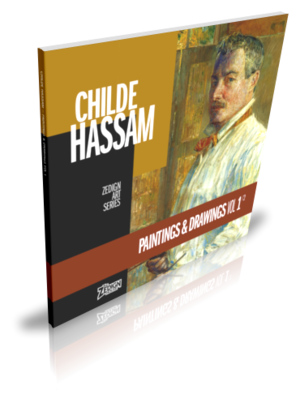 CHILDE
HASSAM
ZEDIGN
ART
SERIES
PAINTINGS & DRAWINGS VOL 1
ZEDIGN